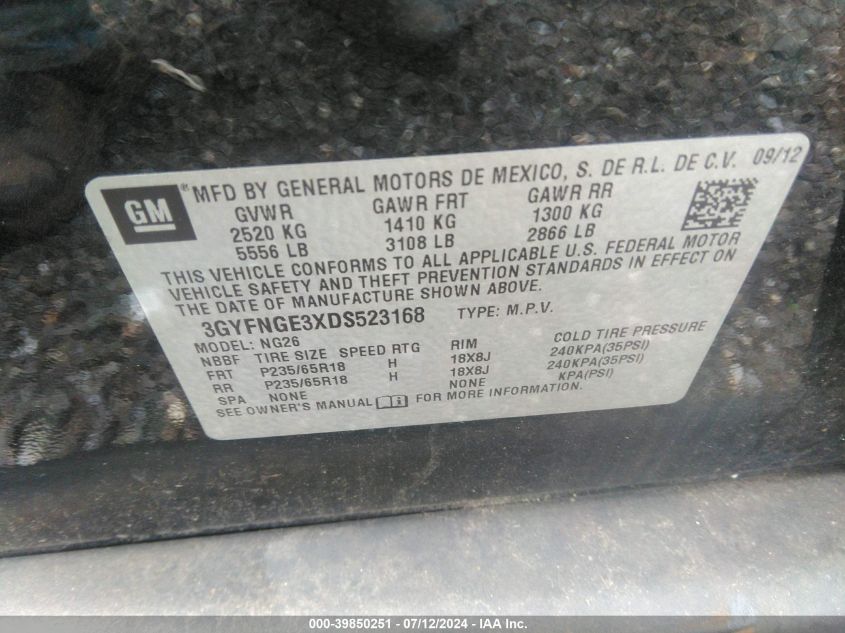 GM ® MFD BY GENERAL MOTORS DE MEXICO, S. DE R.L. DE C.V. 09/12
GVWR GAWR FRT GAWR RR
2520 KG 1410 KG 1300 KG
5556 LB 3108 LB 2866 LB
THIS VEHICLE CONFORMS TO ALL APPLICABLE U.S. FEDERAL MOTOR
VEHICLE SAFETY AND THEFT PREVENTION STANDARDS IN EFFECT ON
THE DATE OF MANUFACTURE SHOWN ABOVE.
3GYFNGE3XDS523168 TYPE: M.P.V.
MODEL: NG26
NBBF TIRE SIZE SPEED RTG RIM COLD TIRE PRESSURE
FRT P235/65R18 H 18X8J 240KPA(35PSI)
RR P235/65R18 H 18X8J 240KPA(35PSI)
SPA NONE NONE KPA(PSI)
SEE OWNER'S MANUAL FOR MORE INFORMATION.
000-39850251 - 07/12/2024 - IAA Inc.